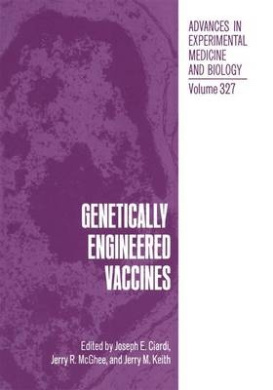 ADVANCES IN
EXPERIMENTAL
MEDICINE
AND BIOLOGY
Volume 327
GENETICALLY
ENGINEERED
VACCINES
Edited by Joseph E. Ciardi,
Jerry R. McGhee, and Jerry M. Keith